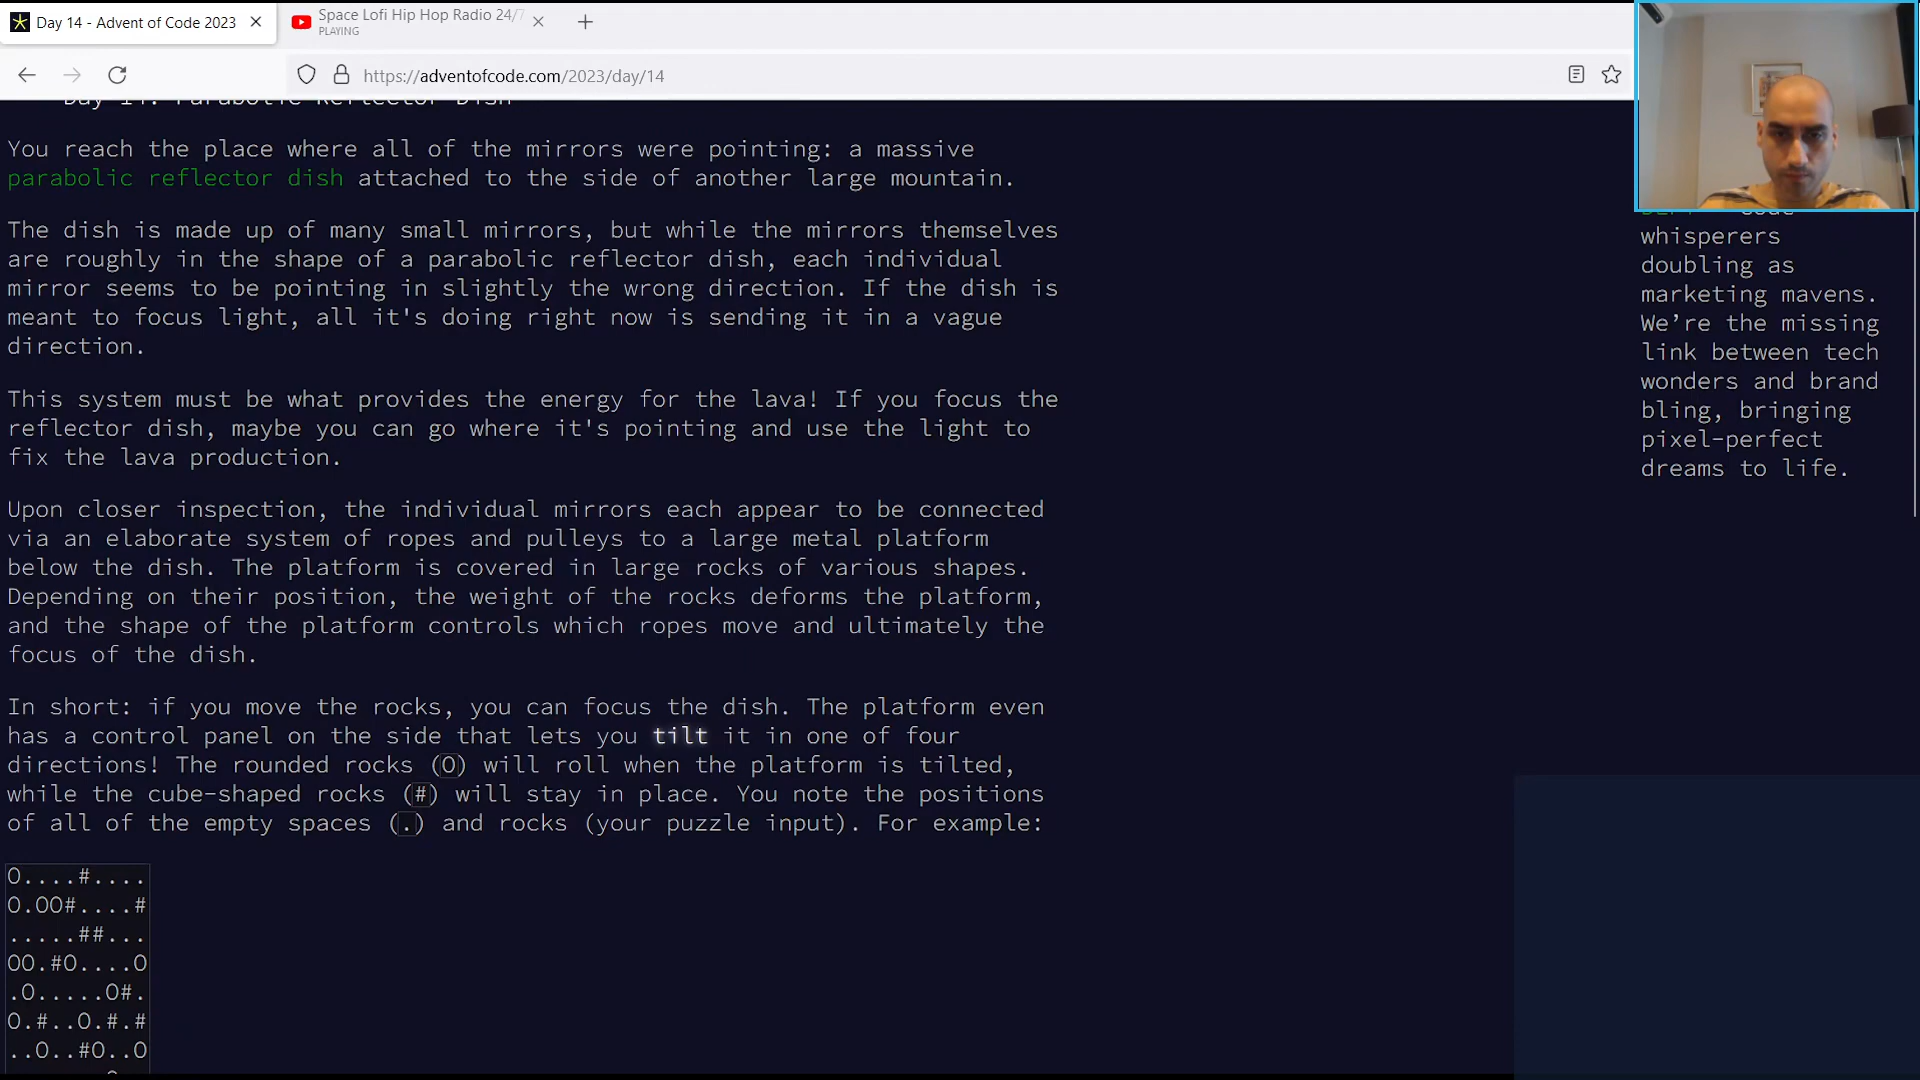 Day 14 - Advent of Code 2023
Space Lofi Hip Hop Radio 24/7
PLAYING
https://adventofcode.com/2023/day/14
Day 14: Parabolic Reflector Dish
You reach the place where all of the mirrors were pointing: a massive
parabolic reflector dish attached to the side of another large mountain.
The dish is made up of many small mirrors, but while the mirrors themselves
are roughly in the shape of a parabolic reflector dish, each individual
mirror seems to be pointing in slightly the wrong direction. If the dish is
meant to focus light, all it's doing right now is sending it in a vague
direction.
This system must be what provides the energy for the lava! If you focus the
reflector dish, maybe you can go where it's pointing and use the light to
fix the lava production.
Upon closer inspection, the individual mirrors each appear to be connected
via an elaborate system of ropes and pulleys to a large metal platform
below the dish. The platform is covered in large rocks of various shapes.
Depending on their position, the weight of the rocks deforms the platform,
and the shape of the platform controls which ropes move and ultimately the
focus of the dish.
In short: if you move the rocks, you can focus the dish. The platform even
has a control panel on the side that lets you tilt it in one of four
directions! The rounded rocks (O) will roll when the platform is tilted,
while the cube-shaped rocks (#) will stay in place. You note the positions
of all of the empty spaces (.) and rocks (your puzzle input). For example:
O....#....
O.OO#....#
.....##...
OO.#O....O
.O.....O#.
O.#..O.#.#
..O..#O..O
code
whisperers
doubling as
marketing mavens.
We’re the missing
link between tech
wonders and brand
bling, bringing
pixel-perfect
dreams to life.